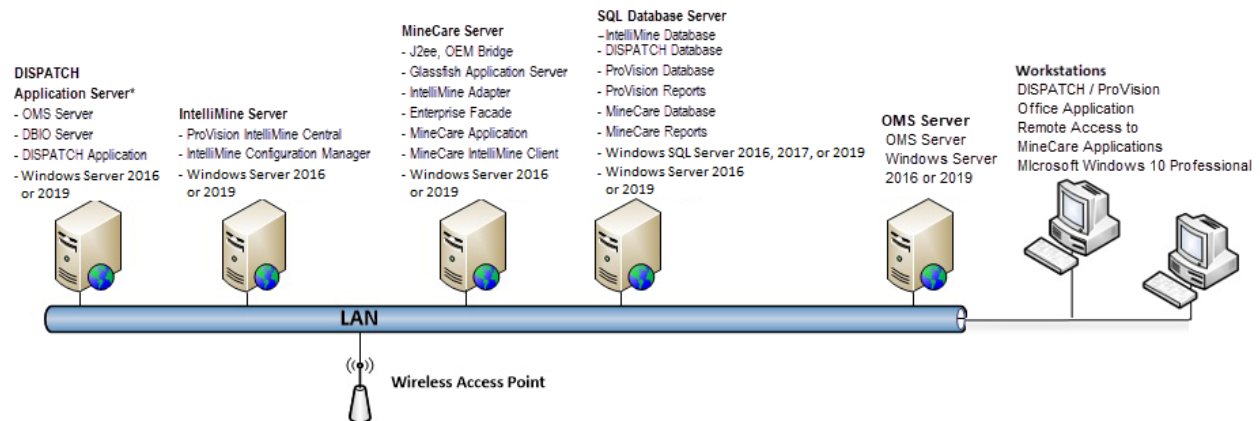 DISPATCH
Application Server*
- OMS Server
- DBIO Server
- DISPATCH Application
- Windows Server 2016
or 2019
IntelliMine Server
- ProVision IntelliMine Central
- IntelliMine Configuration Manager
- Windows Server 2016
or 2019
MineCare Server
- J2ee, OEM Bridge
- Glassfish Application Server
- IntelliMine Adapter
- Enterprise Facade
- MineCare Application
- MineCare IntelliMine Client
- Windows Server 2016
or 2019
SQL Database Server
–IntelliMine Database
- DISPATCH Database
- ProVision Database
- ProVision Reports
- MineCare Database
- MineCare Reports
- Windows SQL Server 2016, 2017, or 2019
- Windows Server 2016
or 2019
OMS Server
OMS Server
Windows Server
2016 or 2019
Workstations
DISPATCH / ProVision
Office Application
Remote Access to
MineCare Applications
MIcrosoft Windows 10 Professional
LAN
Wireless Access Point